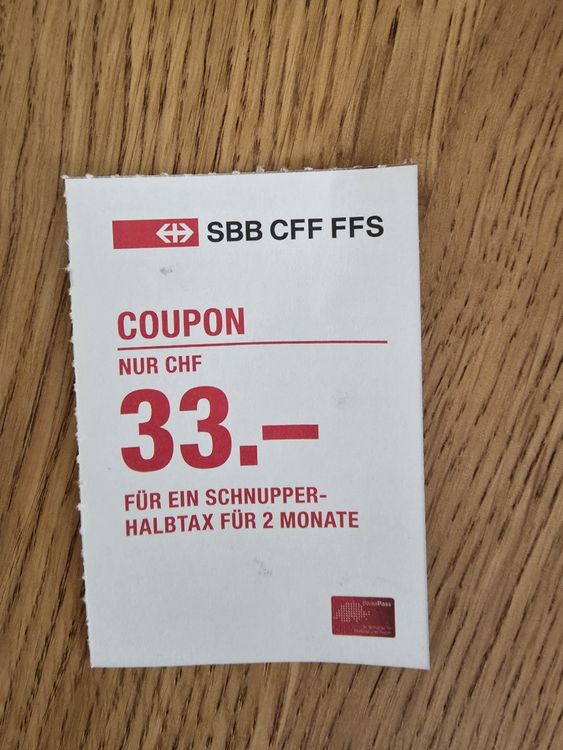 SBB CFF FFS
COUPON
NUR CHF
33.–
FÜR EIN SCHNUPPER-
HALBTAX FÜR 2 MONATE
SwissPass